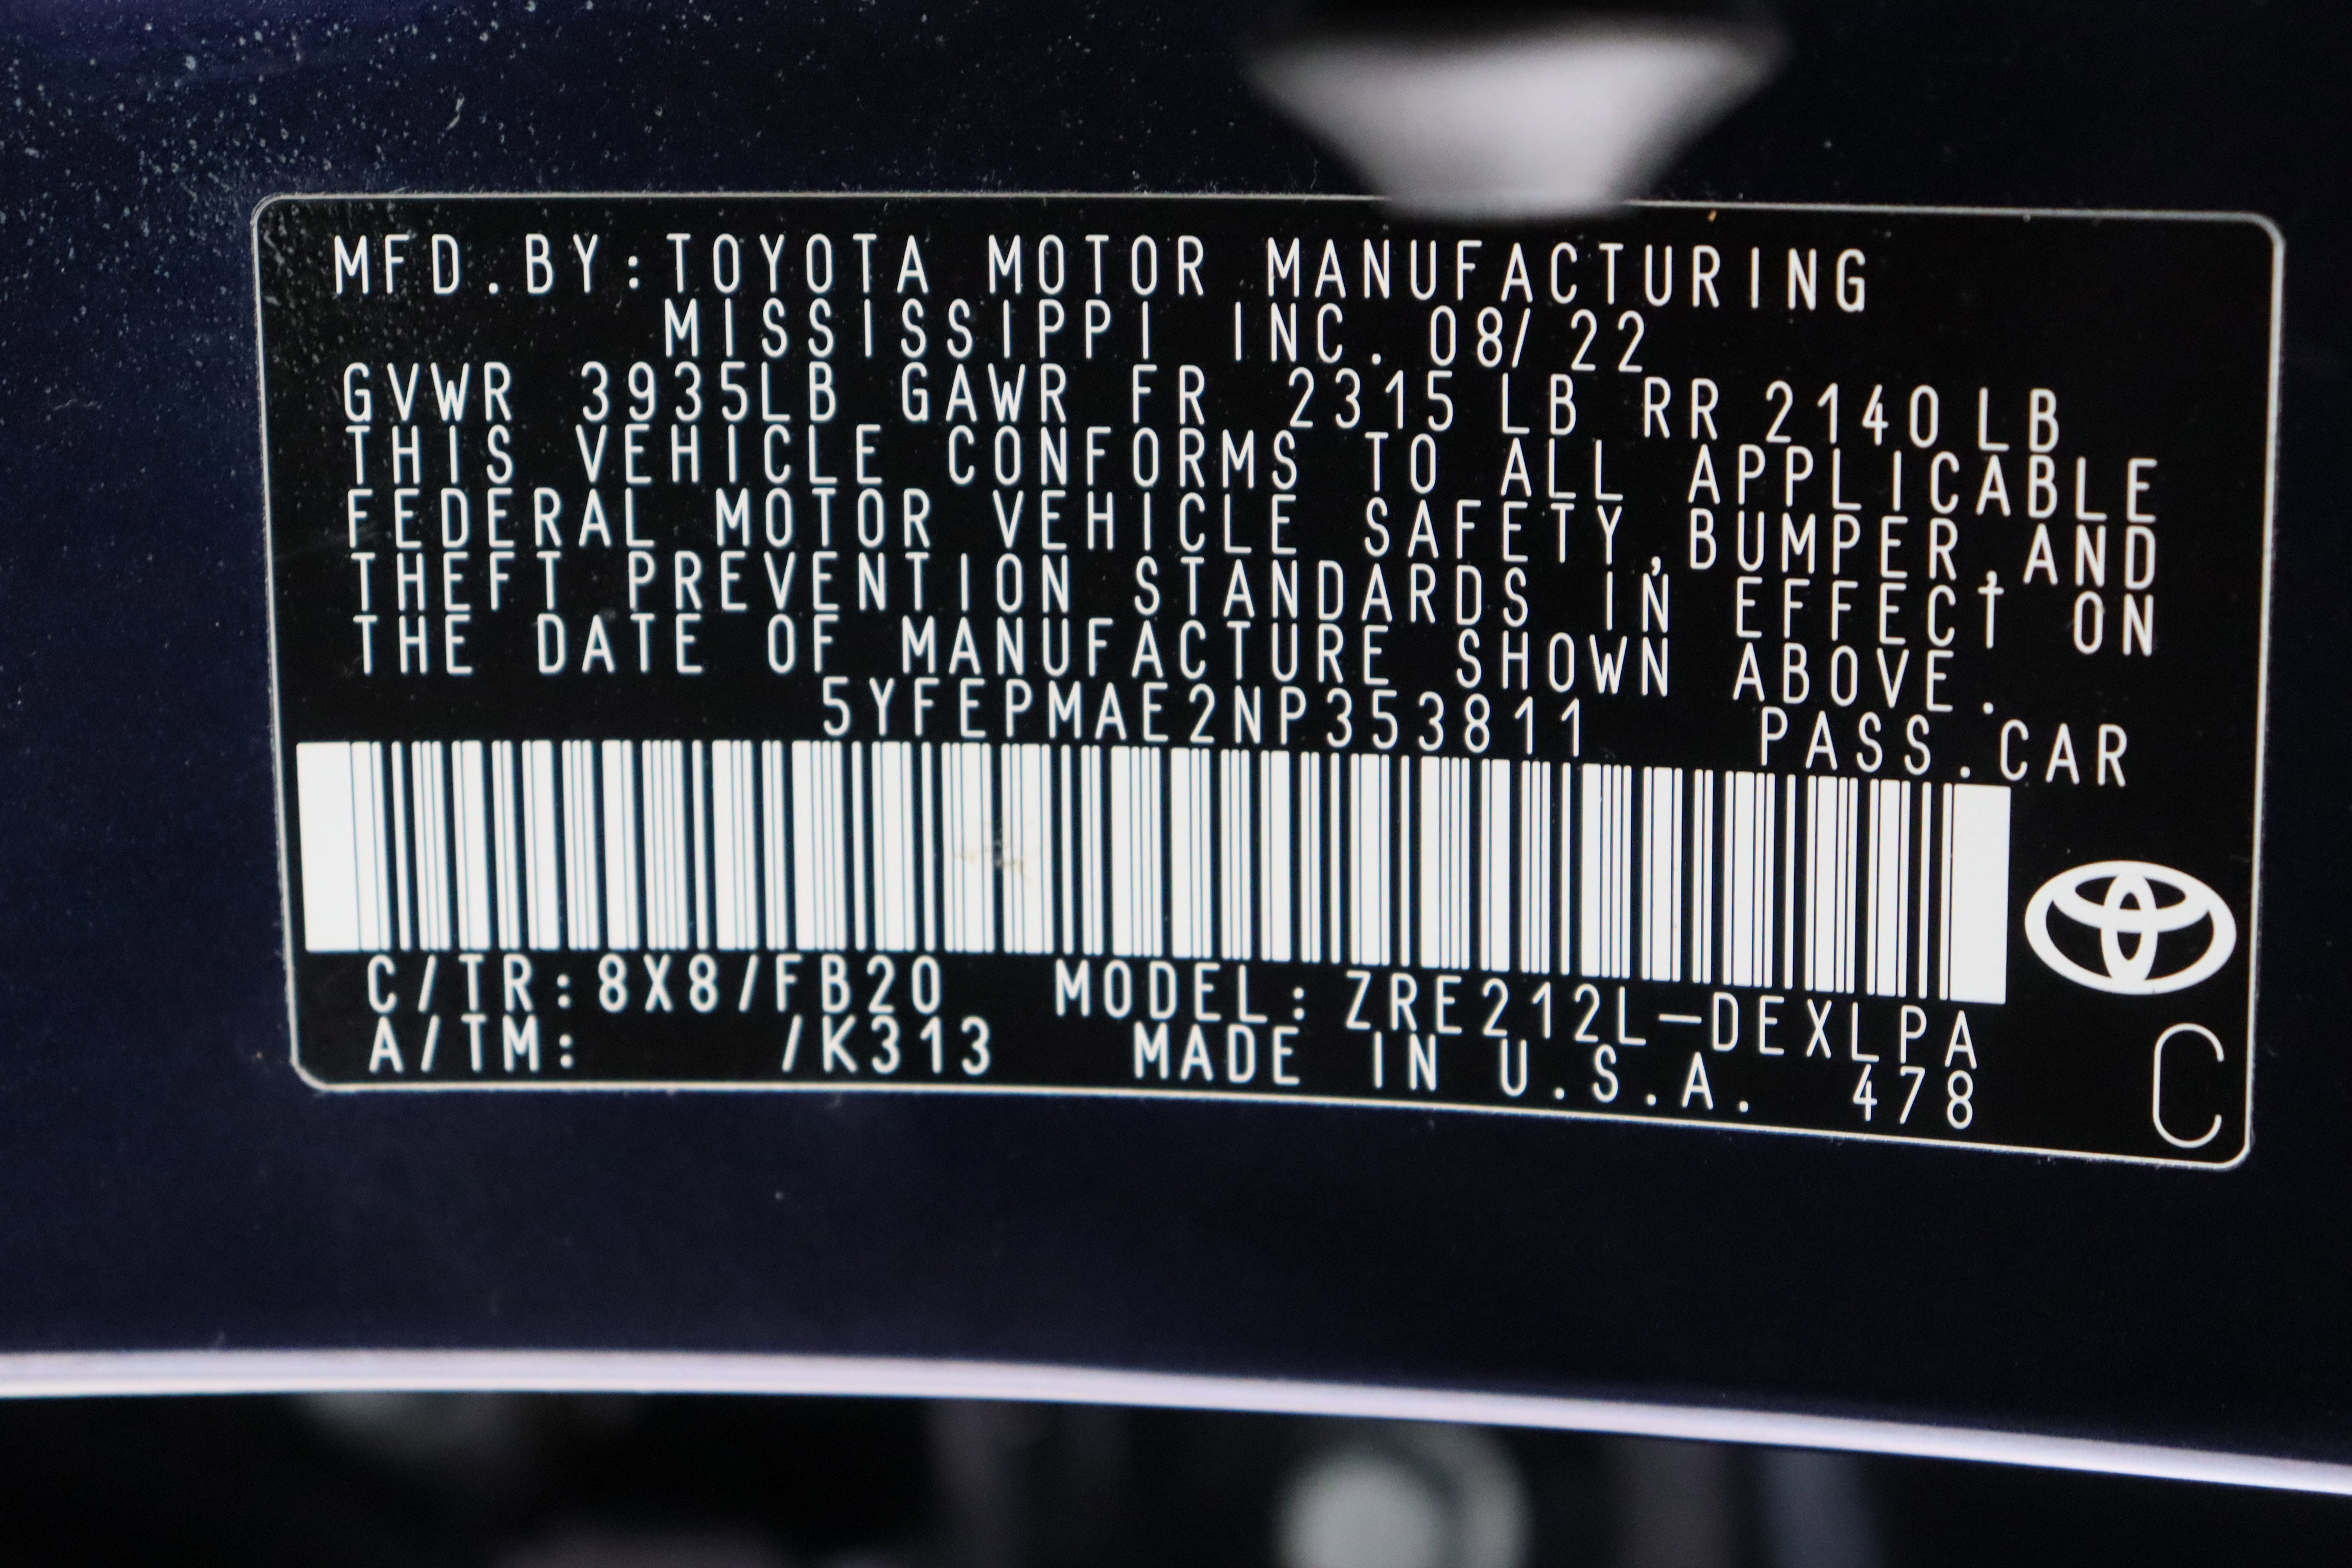 MFD.BY:TOYOTA MOTOR MANUFACTURING
MISSISSIPPI INC. 08/22
GVWR 3935LB GAWR FR 2315 LB RR 2140LB
THIS VEHICLE CONFORMS TO ALL APPLICABLE
FEDERAL MOTOR VEHICLE SAFETY,BUMPER,AND
THEFT PREVENTION STANDARDS IN EFFECT ON
THE DATE OF MANUFACTURE SHOWN ABOVE.
5YFEPMAE2NP353811 PASS.CAR
C/TR:8X8/FB20 MODEL:ZRE212L-DEXLPA
A/TM: /K313 MADE IN U.S.A. 478
C